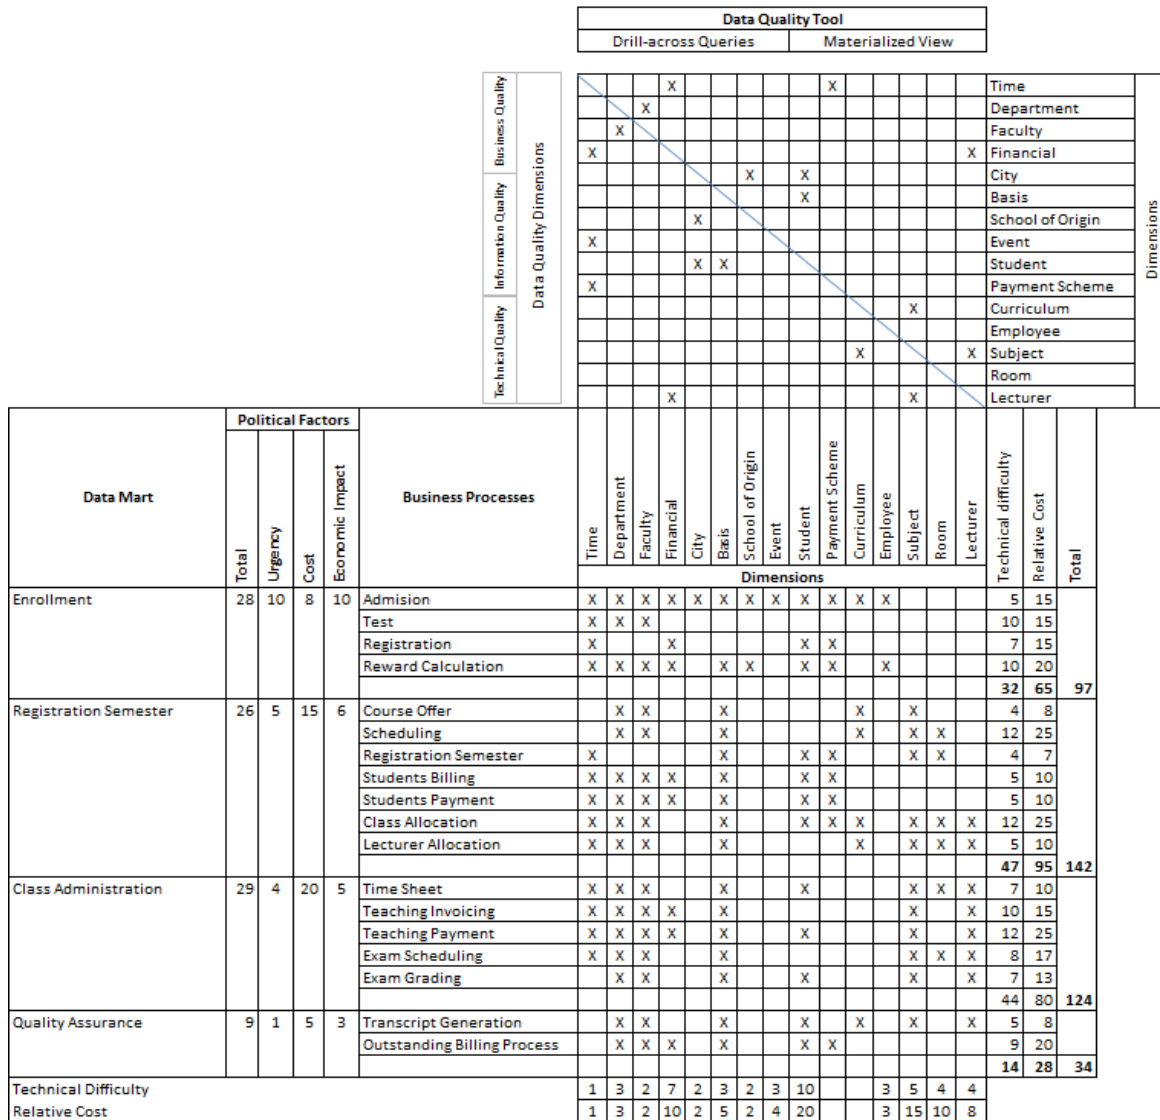 Data Quality Tool
Drill-across Queries Materialized View
Business Quality
Information Quality
Technical Quality
Data Quality Dimensions
X X Time
X Department
X Faculty
X X Financial
X X City
X Basis
X School of Origin
X Event
X X Student
X Payment Scheme
X Curriculum
Employee
X X Subject
Room
X X Lecturer
Dimensions
Data Mart
Political Factors
Total
Urgency
Cost
Economic Impact
Business Processes
Time
Department
Faculty
Financial
City
Basis
School of Origin
Event
Student
Payment Scheme
Curriculum
Employee
Subject
Room
Lecturer
Dimensions
Technical difficulty
Relative Cost
Total
Enrollment 28 10 8 10 Admision X X X X X X X X X X X X 5 15
Test X X X 10 15
Registration X X X X 7 15
Reward Calculation X X X X X X X X X 10 20
32 65 97
Registration Semester 26 5 15 6 Course Offer X X X X X 4 8
Scheduling X X X X X X 12 25
Registration Semester X X X X X X 4 7
Students Billing X X X X X X X 5 10
Students Payment X X X X X X X 5 10
Class Allocation X X X X X X X X X X 12 25
Lecturer Allocation X X X X X X X X 5 10
47 95 142
Class Administration 29 4 20 5 Time Sheet X X X X X X X X 7 10
Teaching Invoicing X X X X X X X 10 15
Teaching Payment X X X X X X X X 12 25
Exam Scheduling X X X X X X X 8 17
Exam Grading X X X X X X 7 13
44 80 124
Quality Assurance 9 1 5 3 Transcript Generation X X X X X X X 5 8
Outstanding Billing Process X X X X X X 9 20
14 28 34
Technical Difficulty 1 3 2 7 2 3 2 3 10 3 5 4 4
Relative Cost 1 3 2 10 2 5 2 4 20 3 15 10 8